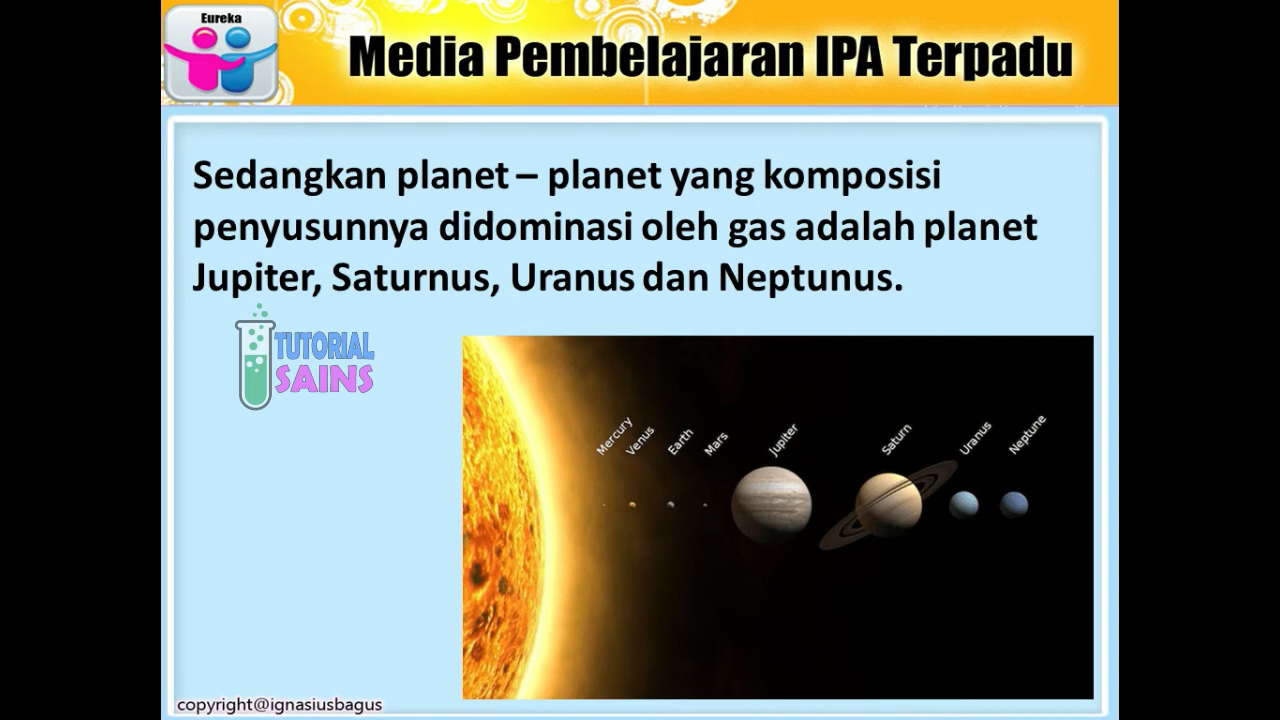 Eureka
Media Pembelajaran IPA Terpadu
Sedangkan planet – planet yang komposisi
penyusunnya didominasi oleh gas adalah planet
Jupiter, Saturnus, Uranus dan Neptunus.
TUTORIAL
SAINS
Mercury
Venus
Earth
Mars
Jupiter
Saturn
Uranus
Neptune
copyright@ignasiusbagus